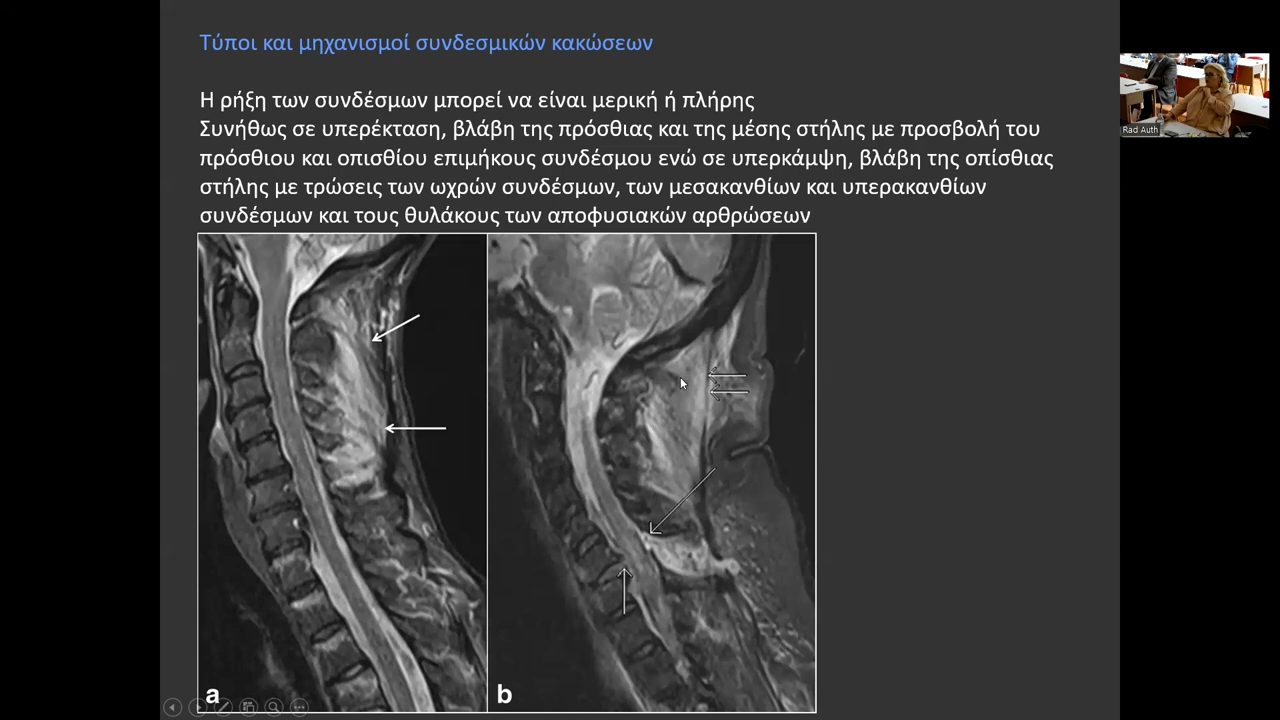 Τύποι και μηχανισμοί συνδεσμικών κακώσεων
Η ρήξη των συνδέσμων μπορεί να είναι μερική ή πλήρης
Συνήθως σε υπερέκταση, βλάβη της πρόσθιας και της μέσης στήλης με προσβολή του
πρόσθιου και οπισθίου επιμήκους συνδέσμου ενώ σε υπερκάμψη, βλάβη της οπίσθιας
στήλης με τρώσεις των ωχρών συνδέσμων, των μεσακανθίων και υπερακανθίων
συνδέσμων και τους θυλάκους των αποφυσιακών αρθρώσεων
Rad Auth
a
b